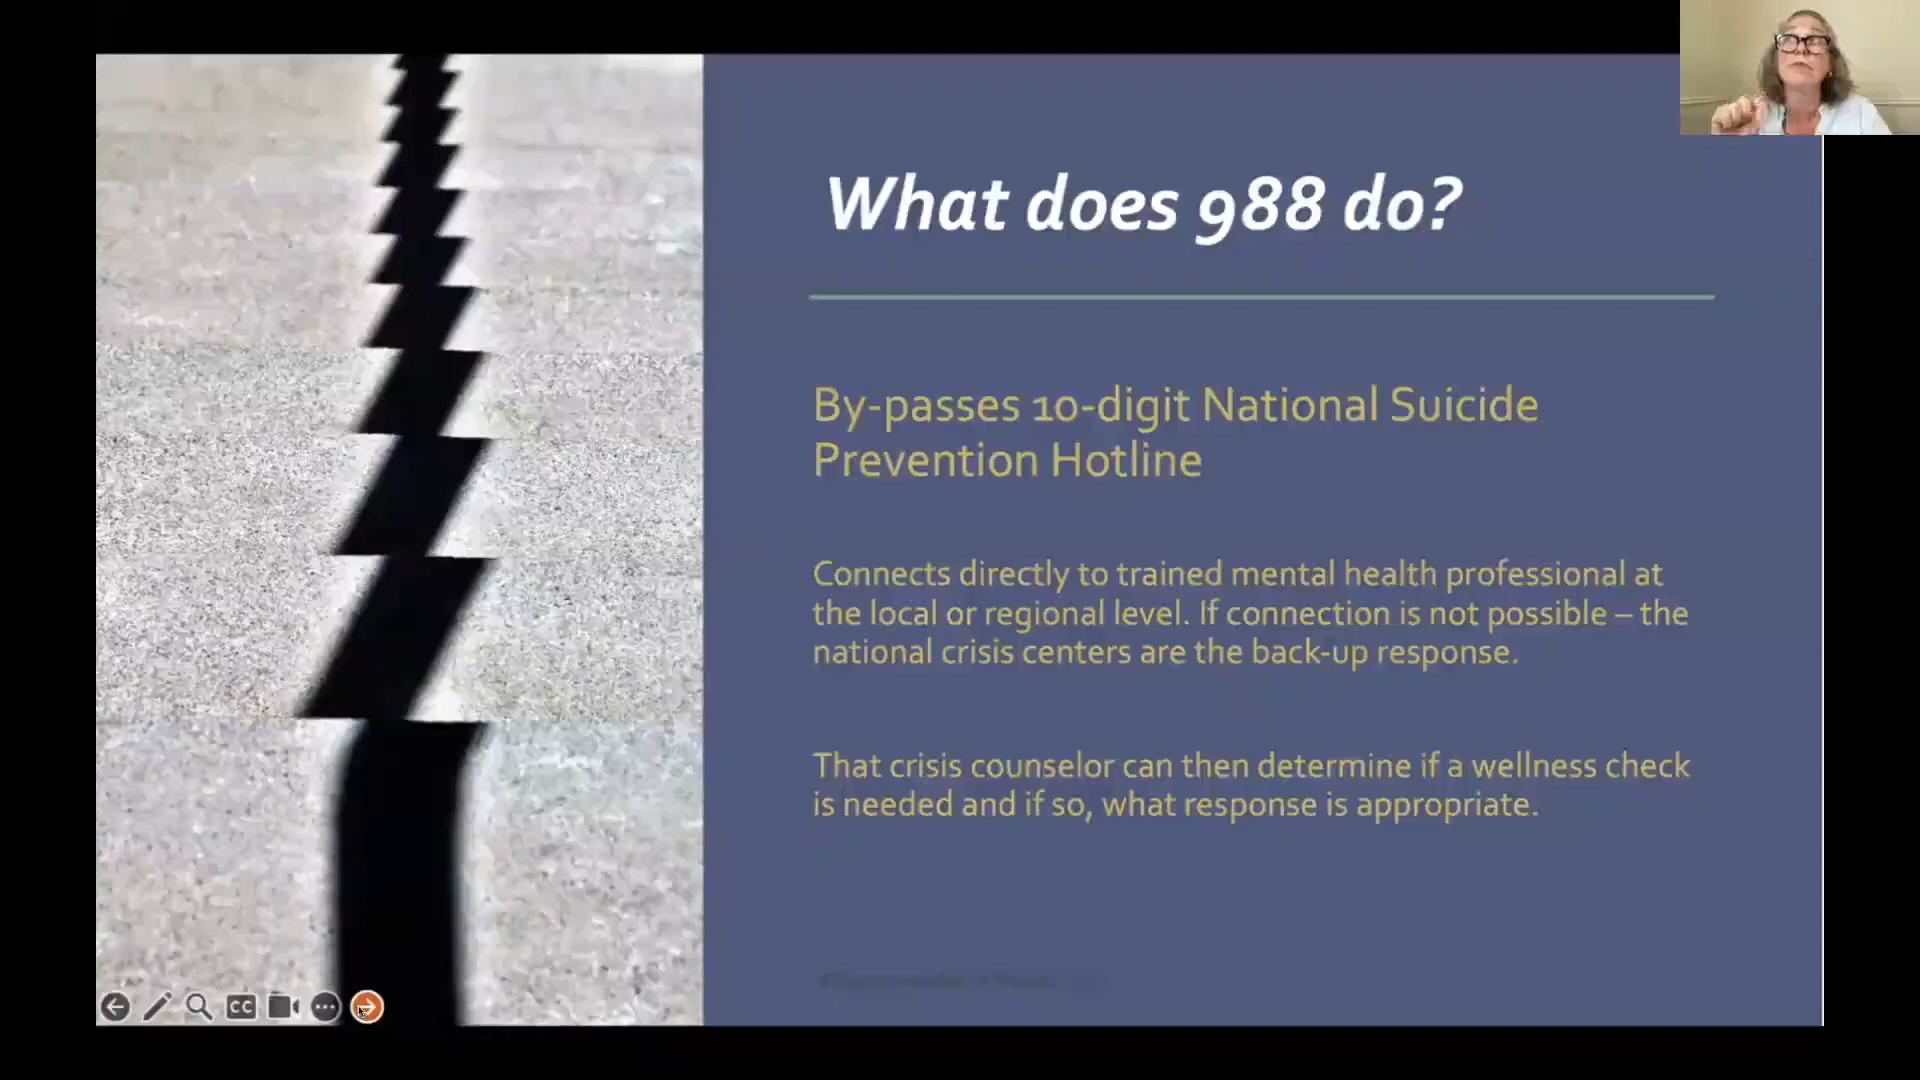 What does 988 do?
By-passes 10-digit National Suicide
Prevention Hotline
Connects directly to trained mental health professional at
the local or regional level. If connection is not possible – the
national crisis centers are the back-up response.
That crisis counselor can then determine if a wellness check
is needed and if so, what response is appropriate.
CC